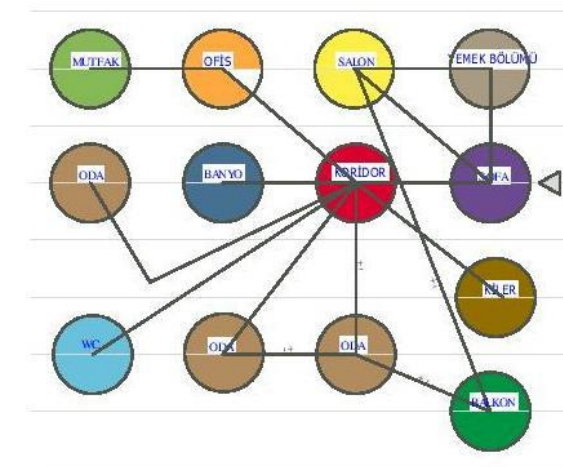 MUTFAK
OFİS
SALON
YEMEK BÖLÜMÜ
ODA
BANYO
KORİDOR
SOFA
KİLER
WC
ODA
ODA
BALKON